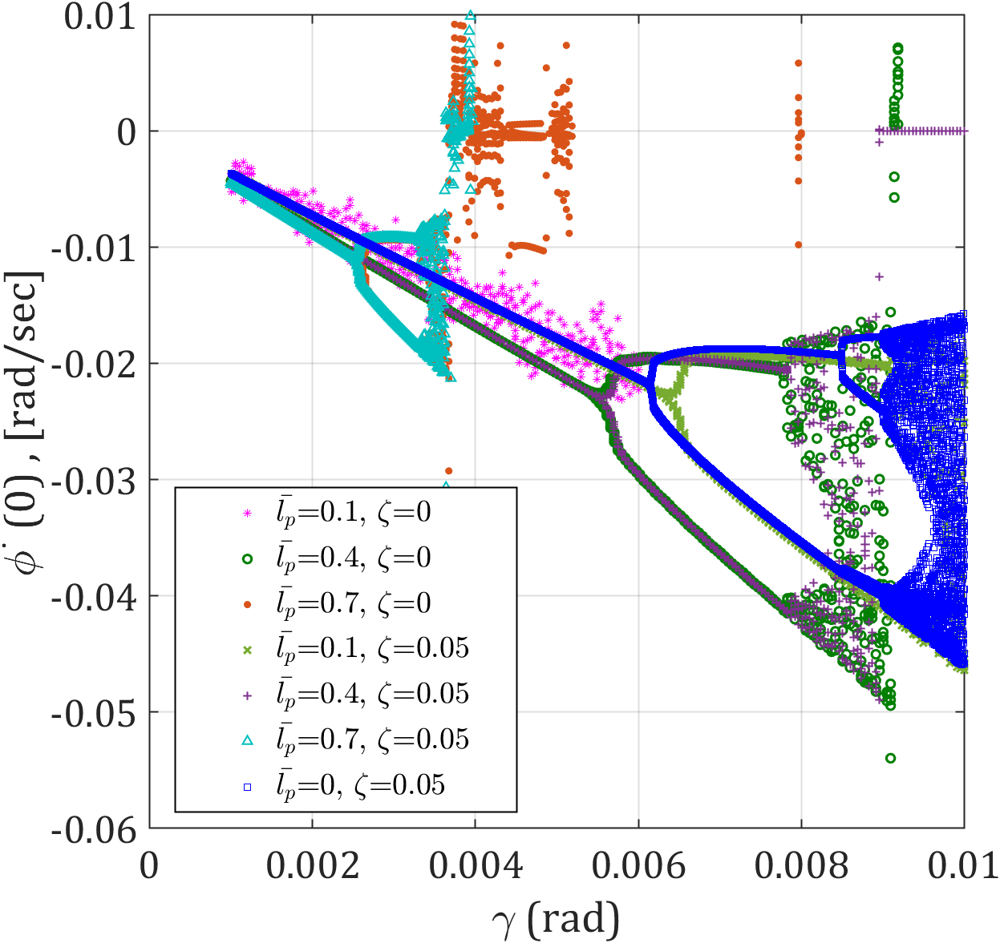 0.01
0
-0.01
-0.02
-0.03
-0.04
-0.05
-0.06
ϕ̇ (0) , [rad/sec]
l̄ₚ=0.1, ζ=0
l̄ₚ=0.4, ζ=0
l̄ₚ=0.7, ζ=0
l̄ₚ=0.1, ζ=0.05
l̄ₚ=0.4, ζ=0.05
l̄ₚ=0.7, ζ=0.05
l̄ₚ=0, ζ=0.05
0 0.002 0.004 0.006 0.008 0.01
γ (rad)